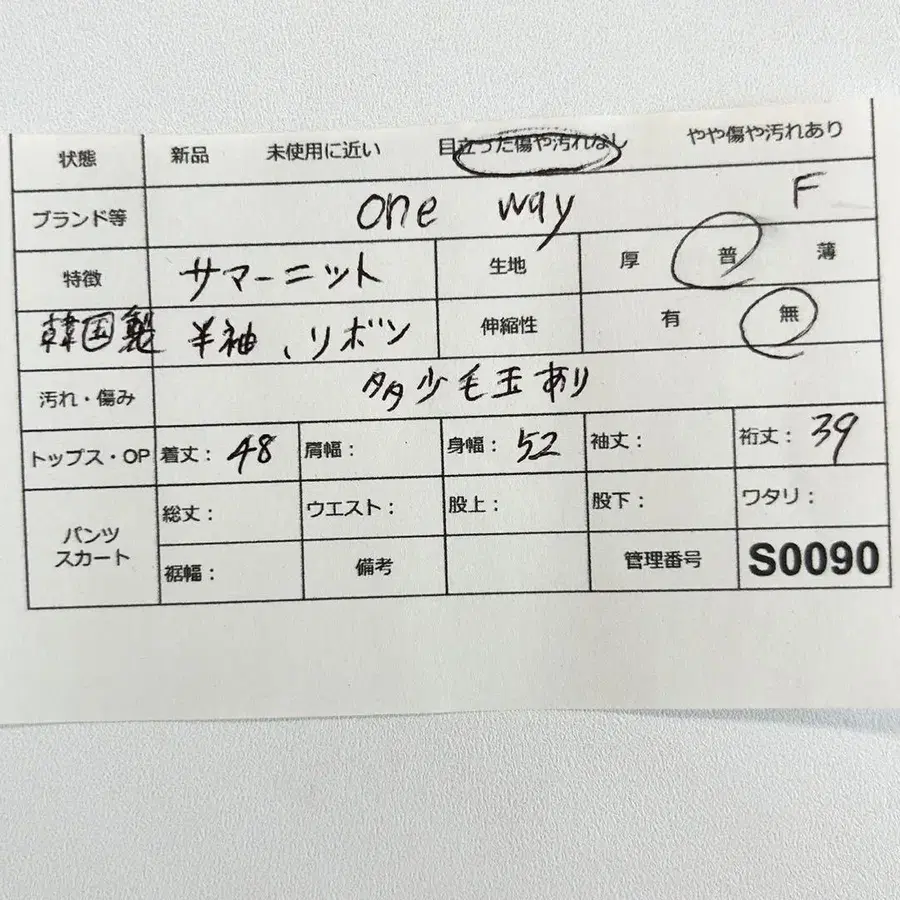 状態 新品 未使用に近い 目立った傷や汚れなし やや傷や汚れあり
ブランド等 one way F
特徴 サマーニット 生地 厚 普 薄
韓国製 半袖、リボン 伸縮性 有 無
汚れ・傷み 多少毛玉あり
トップス・OP 着丈: 48 肩幅: 身幅: 52 袖丈: 裄丈: 39
パンツ スカート 総丈: ウエスト: 股上: 股下: ワタリ:
裾幅: 備考 管理番号 S0090